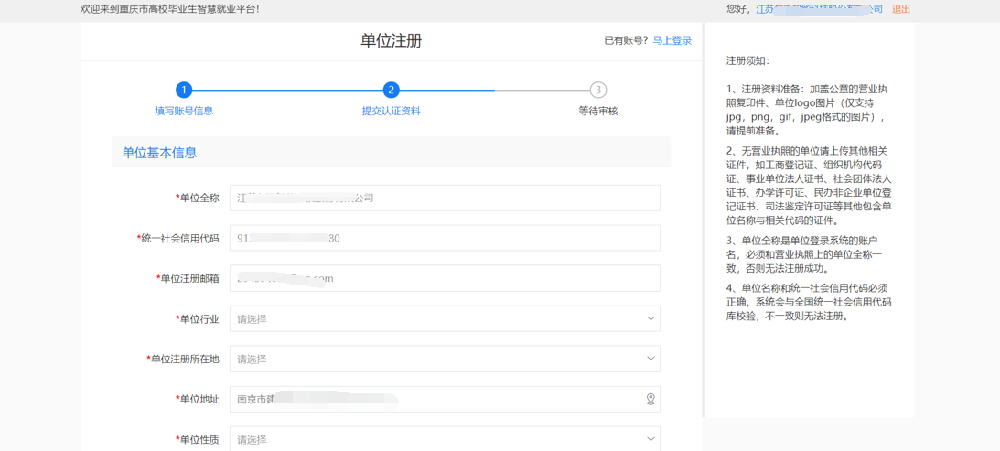 欢迎来到重庆市高校毕业生智慧就业平台!
您好，江苏 公司 退出
单位注册
已有账号？马上登录
1 2 3
填写账号信息 提交认证资料 等待审核
单位基本信息
*单位全称 江 公司
*统一社会信用代码 913 30
*单位注册邮箱 .com
*单位行业 请选择
*单位注册所在地 请选择
*单位地址 南京市建
*单位性质 请选择
注册须知：
1、注册资料准备：加盖公章的营业执
照复印件、单位logo图片（仅支持
jpg，png，gif，jpeg格式的图片），
请提前准备。
2、无营业执照的单位请上传其他相关
证件，如工商登记证、组织机构代码
证、事业单位法人证书、社会团体法人
证书、办学许可证、民办非企业单位登
记证书、司法鉴定许可证等其他包含单
位名称与相关代码的证件。
3、单位全称是单位登录系统的账户
名，必须和营业执照上的单位全称一
致，否则无法注册成功。
4、单位名称和统一社会信用代码必须
正确，系统会与全国统一社会信用代码
库校验，不一致则无法注册。